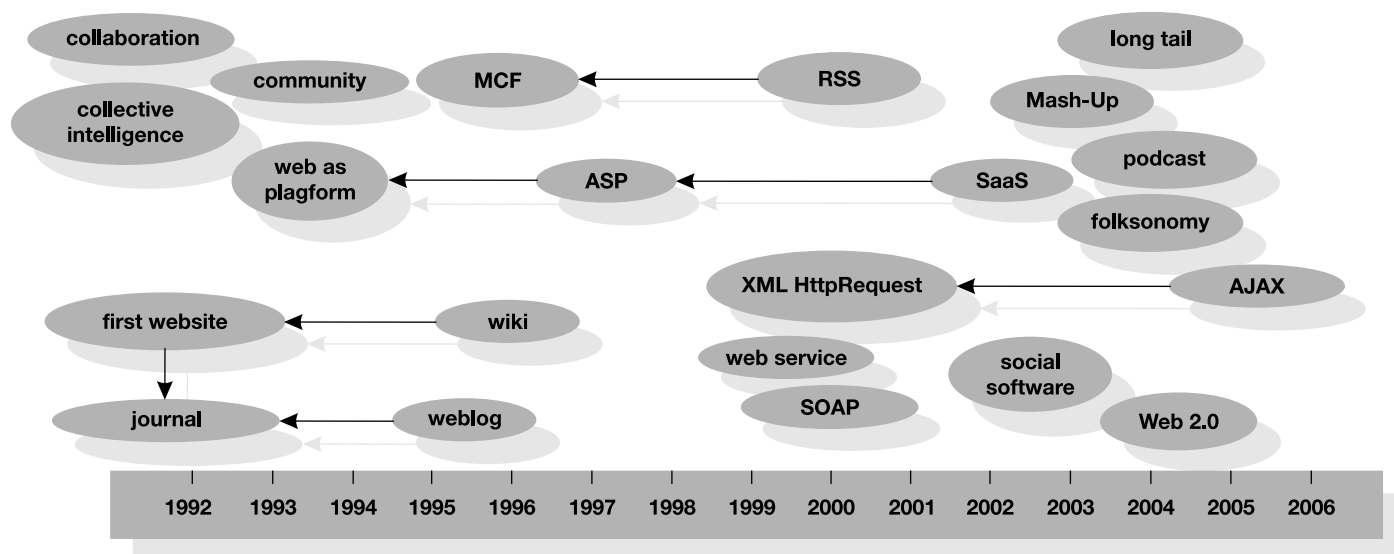 collaboration
long tail
community
MCF
RSS
Mash-Up
collective
intelligence
podcast
web as
plagform
ASP
SaaS
folksonomy
XML HttpRequest
AJAX
first website
wiki
web service
social
software
SOAP
journal
weblog
Web 2.0
1992 1993 1994 1995 1996 1997 1998 1999 2000 2001 2002 2003 2004 2005 2006